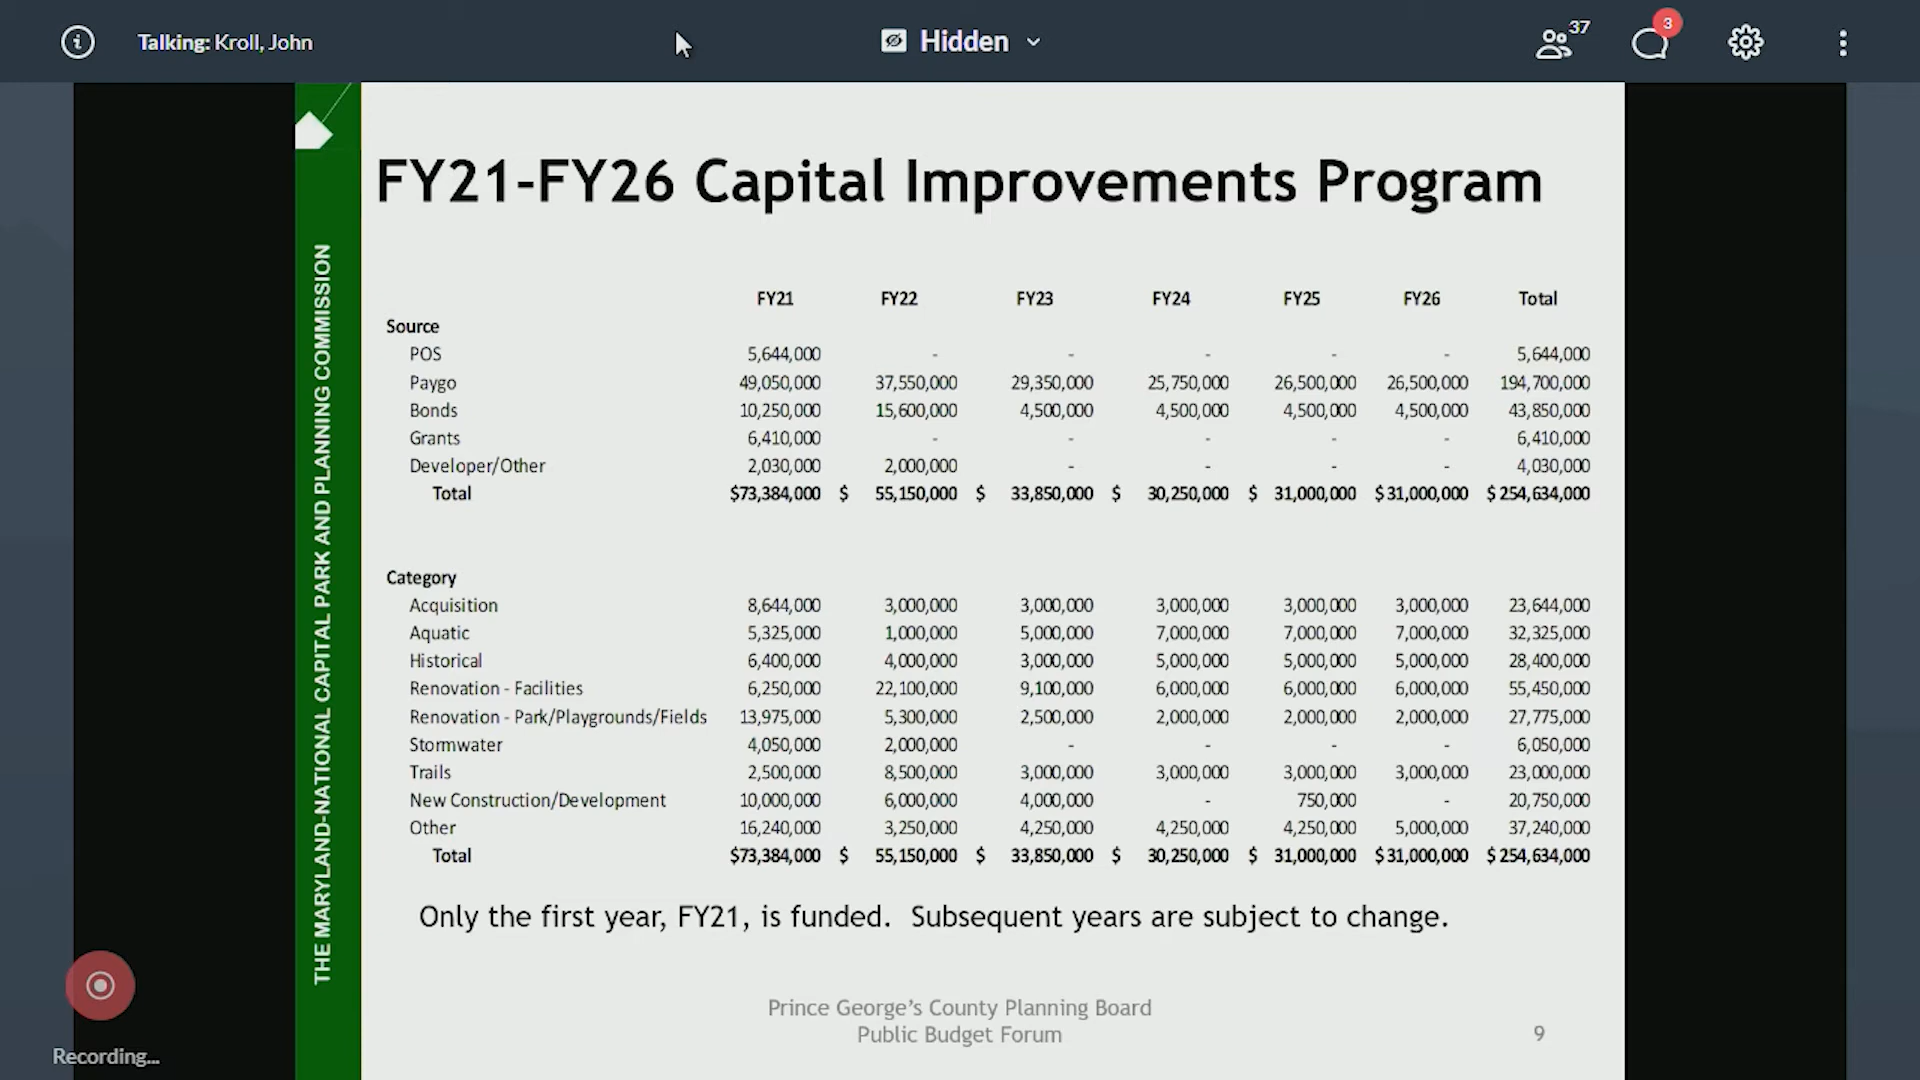 Talking: Kroll, John
Hidden
37
3
THE MARYLAND-NATIONAL CAPITAL PARK AND PLANNING COMMISSION
FY21-FY26 Capital Improvements Program
FY21 FY22 FY23 FY24 FY25 FY26 Total
Source
POS 5,644,000 - - - - - 5,644,000
Paygo 49,050,000 37,550,000 29,350,000 25,750,000 26,500,000 26,500,000 194,700,000
Bonds 10,250,000 15,600,000 4,500,000 4,500,000 4,500,000 4,500,000 43,850,000
Grants 6,410,000 - - - - - 6,410,000
Developer/Other 2,030,000 2,000,000 - - - - 4,030,000
Total $73,384,000 $ 55,150,000 $ 33,850,000 $ 30,250,000 $ 31,000,000 $ 31,000,000 $ 254,634,000
Category
Acquisition 8,644,000 3,000,000 3,000,000 3,000,000 3,000,000 3,000,000 23,644,000
Aquatic 5,325,000 1,000,000 5,000,000 7,000,000 7,000,000 7,000,000 32,325,000
Historical 6,400,000 4,000,000 3,000,000 5,000,000 5,000,000 5,000,000 28,400,000
Renovation - Facilities 6,250,000 22,100,000 9,100,000 6,000,000 6,000,000 6,000,000 55,450,000
Renovation - Park/Playgrounds/Fields 13,975,000 5,300,000 2,500,000 2,000,000 2,000,000 2,000,000 27,775,000
Stormwater 4,050,000 2,000,000 - - - - 6,050,000
Trails 2,500,000 8,500,000 3,000,000 3,000,000 3,000,000 3,000,000 23,000,000
New Construction/Development 10,000,000 6,000,000 4,000,000 - 750,000 - 20,750,000
Other 16,240,000 3,250,000 4,250,000 4,250,000 4,250,000 5,000,000 37,240,000
Total $73,384,000 $ 55,150,000 $ 33,850,000 $ 30,250,000 $ 31,000,000 $ 31,000,000 $ 254,634,000
Only the first year, FY21, is funded. Subsequent years are subject to change.
Prince George's County Planning Board
Public Budget Forum
9
Recording...